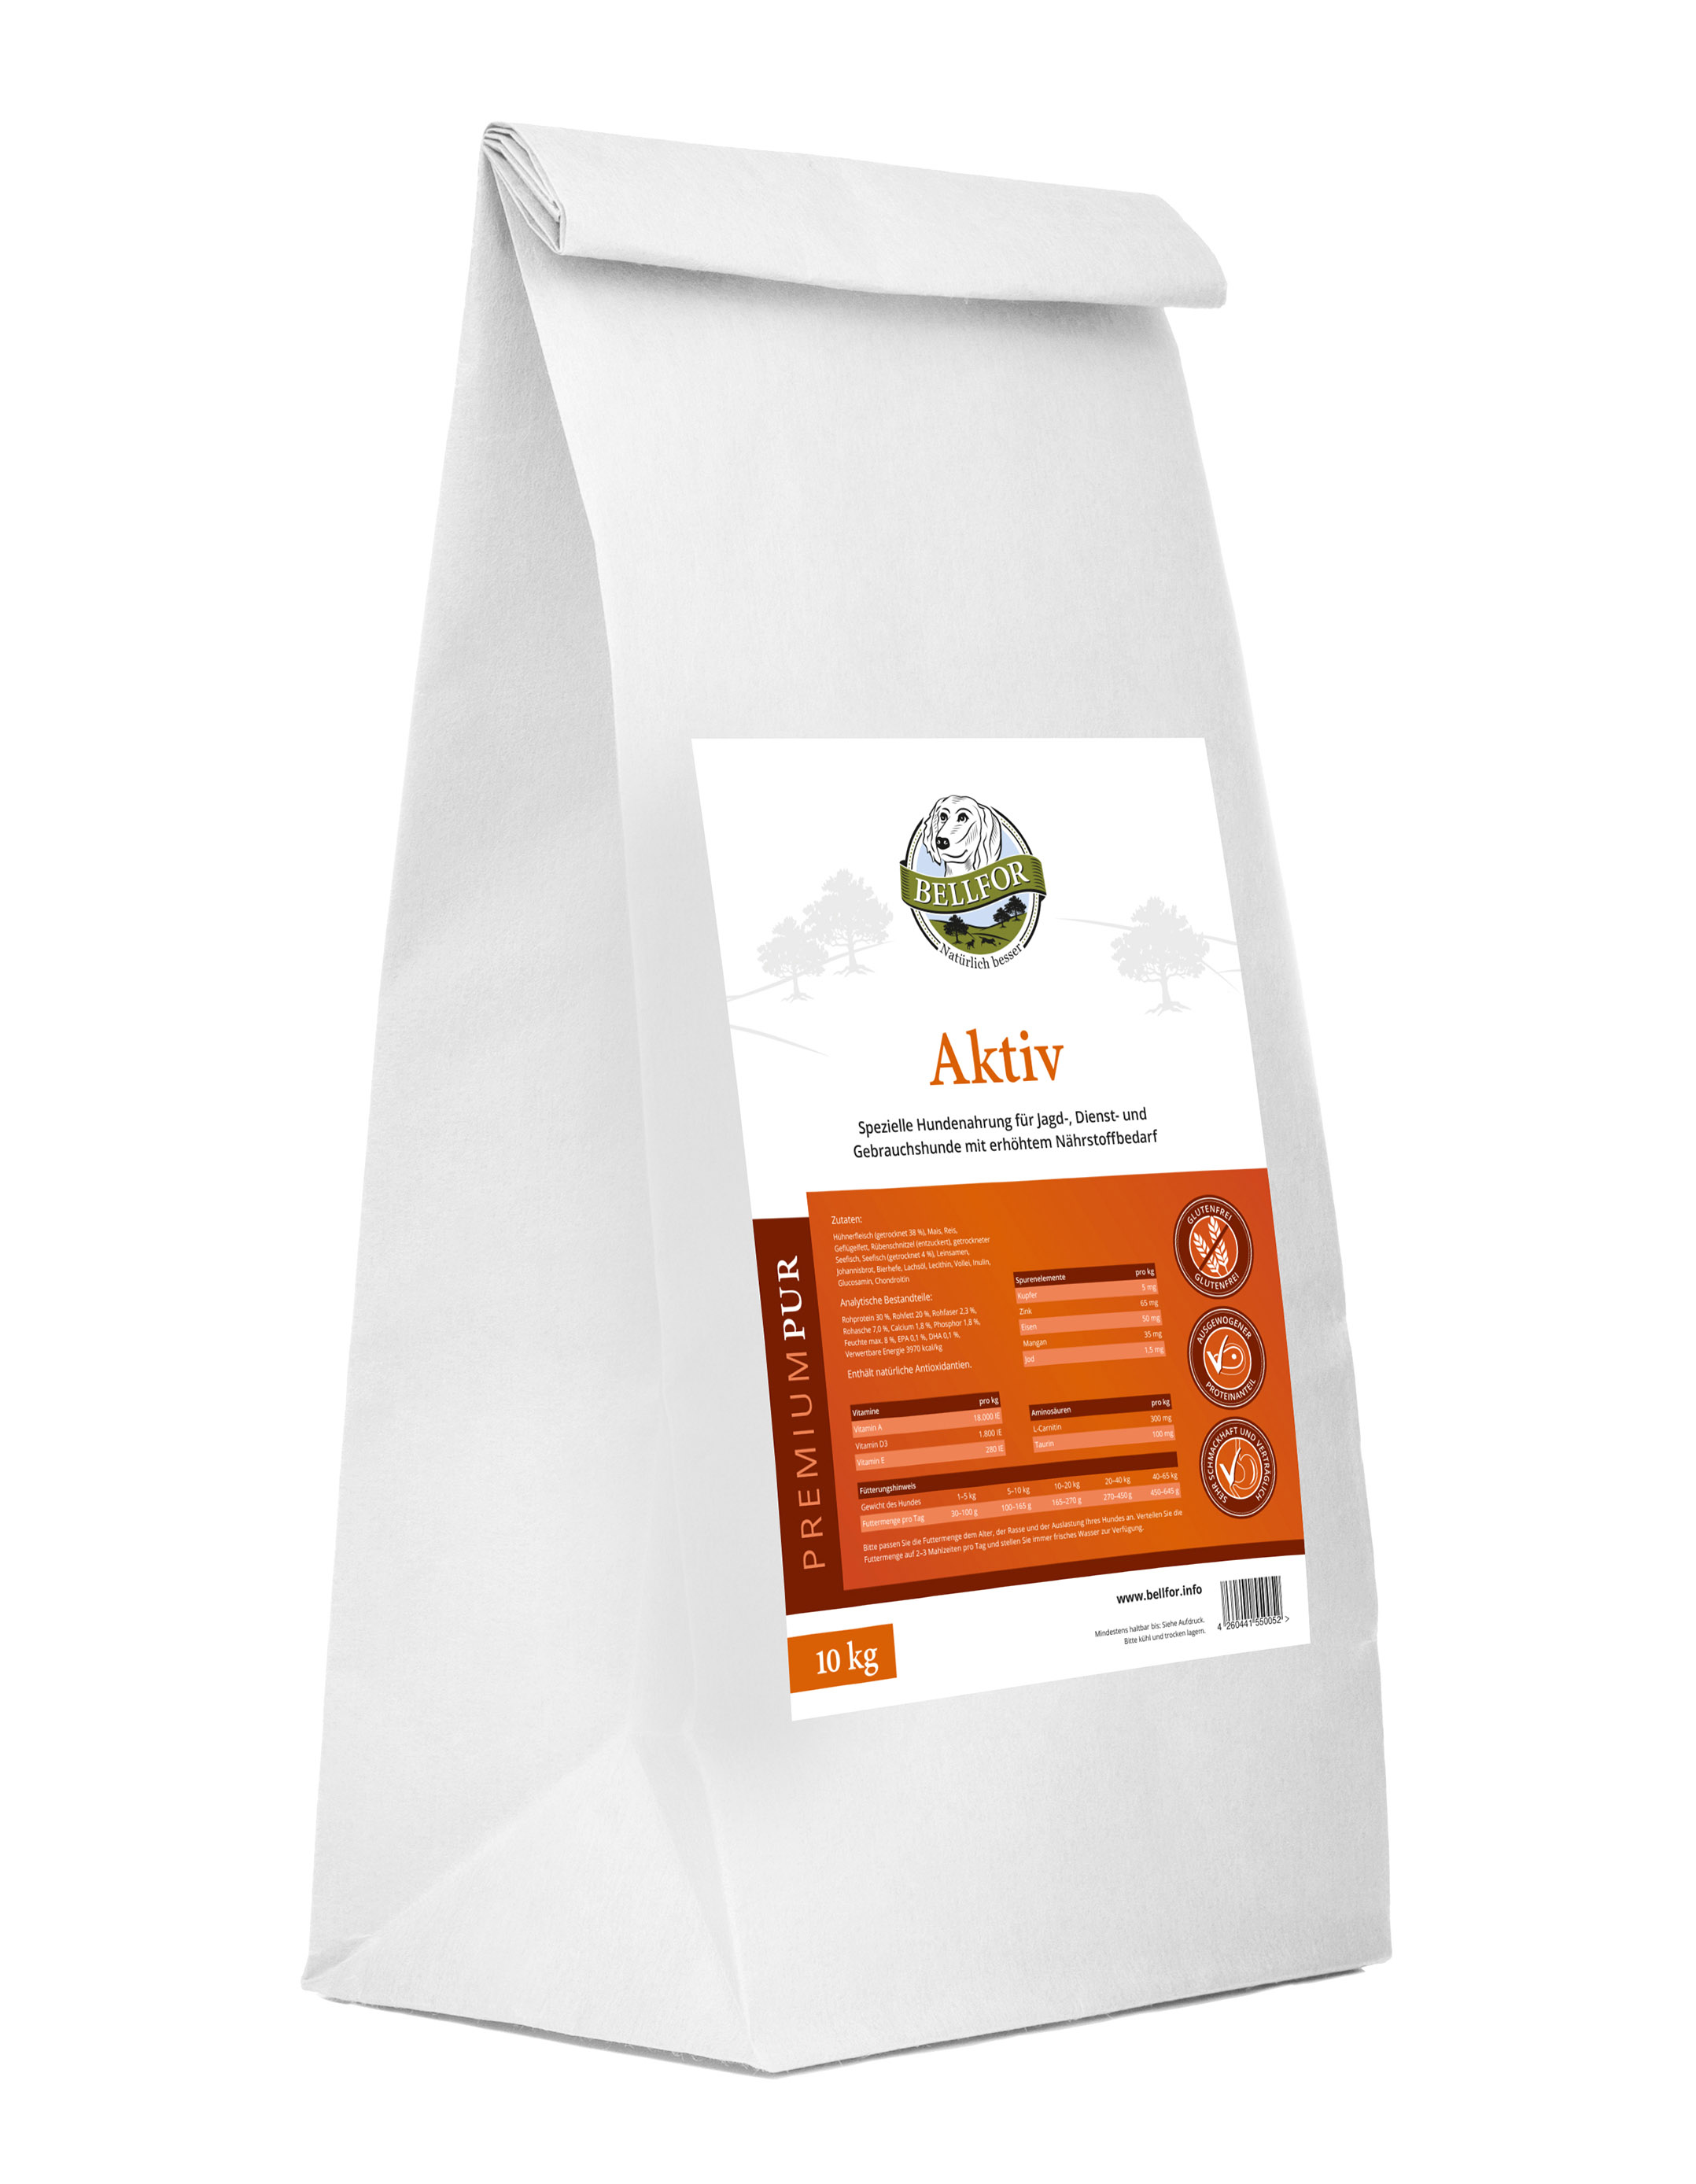 BELLFOR
Natürlich besser
Aktiv
Spezielle Hundenahrung für Jagd-, Dienst- und
Gebrauchshunde mit erhöhtem Nährstoffbedarf
PREMIUMPUR
Zutaten:
Hühnerfleisch (getrocknet 38 %), Mais, Reis,
Geflügelfett, Rübenschnitzel (entzuckert), getrockneter
Seefisch, Seefisch (getrocknet 4 %), Leinsamen,
Johannisbrot, Bierhefe, Lachsöl, Lecithin, Vollei, Inulin,
Glucosamin, Chondroitin
Analytische Bestandteile:
Rohprotein 30 %, Rohfett 20 %, Rohfaser 2,3 %,
Rohasche 7,0 %, Calcium 1,8 %, Phosphor 1,8 %,
Feuchte max. 8 %, EPA 0,1 %, DHA 0,1 %,
Verwertbare Energie 3970 kcal/kg
Enthält natürliche Antioxidantien.
Spurenelemente pro kg
Kupfer 5 mg
Zink 65 mg
Eisen 50 mg
Mangan 35 mg
Jod 1,5 mg
Vitamine pro kg
Vitamin A 18.000 IE
Vitamin D3 1.800 IE
Vitamin E 280 IE
Aminosäuren pro kg
L-Carnitin 300 mg
Taurin 100 mg
Fütterungshinweis
Gewicht des Hundes 1–5 kg 5–10 kg 10–20 kg 20–40 kg 40–65 kg
Futtermenge pro Tag 30–100 g 100–165 g 165–270 g 270–450 g 450–645 g
Bitte passen Sie die Futtermenge dem Alter, der Rasse und der Auslastung Ihres Hundes an. Verteilen Sie die
Futtermenge auf 2–3 Mahlzeiten pro Tag und stellen Sie immer frisches Wasser zur Verfügung.
GLUTENFREI
GLUTENFREI
AUSGEWOGENER
PROTEINANTEIL
SEHR SCHMACKHAFT UND VERTRÄGLICH
10 kg
www.bellfor.info
Mindestens haltbar bis: Siehe Aufdruck.
Bitte kühl und trocken lagern.
4 260441 550052 >